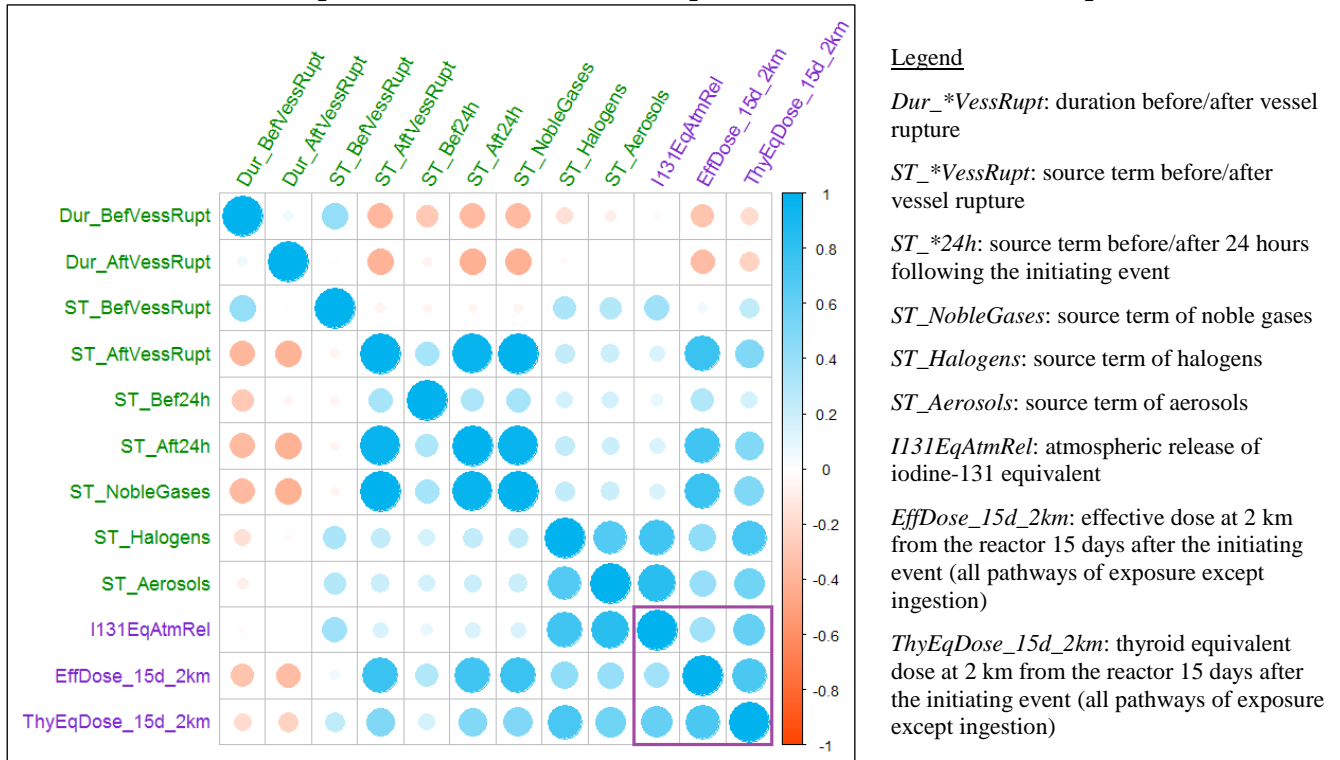 Dur_BefVessRupt
Dur_AftVessRupt
ST_BefVessRupt
ST_AftVessRupt
ST_Bef24h
ST_Aft24h
ST_NobleGases
ST_Halogens
ST_Aerosols
I131EqAtmRel
EffDose_15d_2km
ThyEqDose_15d_2km
Dur_BefVessRupt
Dur_AftVessRupt
ST_BefVessRupt
ST_AftVessRupt
ST_Bef24h
ST_Aft24h
ST_NobleGases
ST_Halogens
ST_Aerosols
I131EqAtmRel
EffDose_15d_2km
ThyEqDose_15d_2km
1
0.8
0.6
0.4
0.2
0
-0.2
-0.4
-0.6
-0.8
-1
Legend
Dur_*VessRupt: duration before/after vessel
rupture
ST_*VessRupt: source term before/after
vessel rupture
ST_*24h: source term before/after 24 hours
following the initiating event
ST_NobleGases: source term of noble gases
ST_Halogens: source term of halogens
ST_Aerosols: source term of aerosols
I131EqAtmRel: atmospheric release of
iodine-131 equivalent
EffDose_15d_2km: effective dose at 2 km
from the reactor 15 days after the initiating
event (all pathways of exposure except
ingestion)
ThyEqDose_15d_2km: thyroid equivalent
dose at 2 km from the reactor 15 days after
the initiating event (all pathways of exposure
except ingestion)